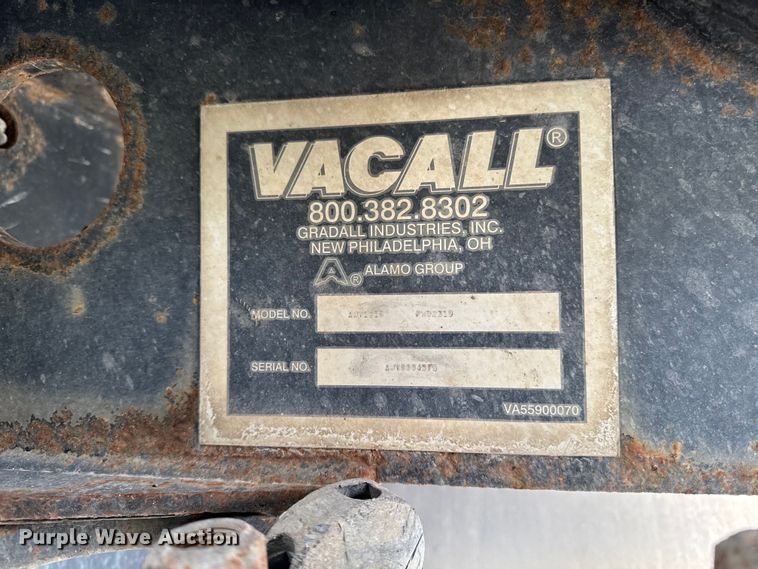 VACALL®
800.382.8302
GRADALL INDUSTRIES, INC.
NEW PHILADELPHIA, OH
A® ALAMO GROUP
MODEL NO.
SERIAL NO.
VA55900070
Purple Wave Auction